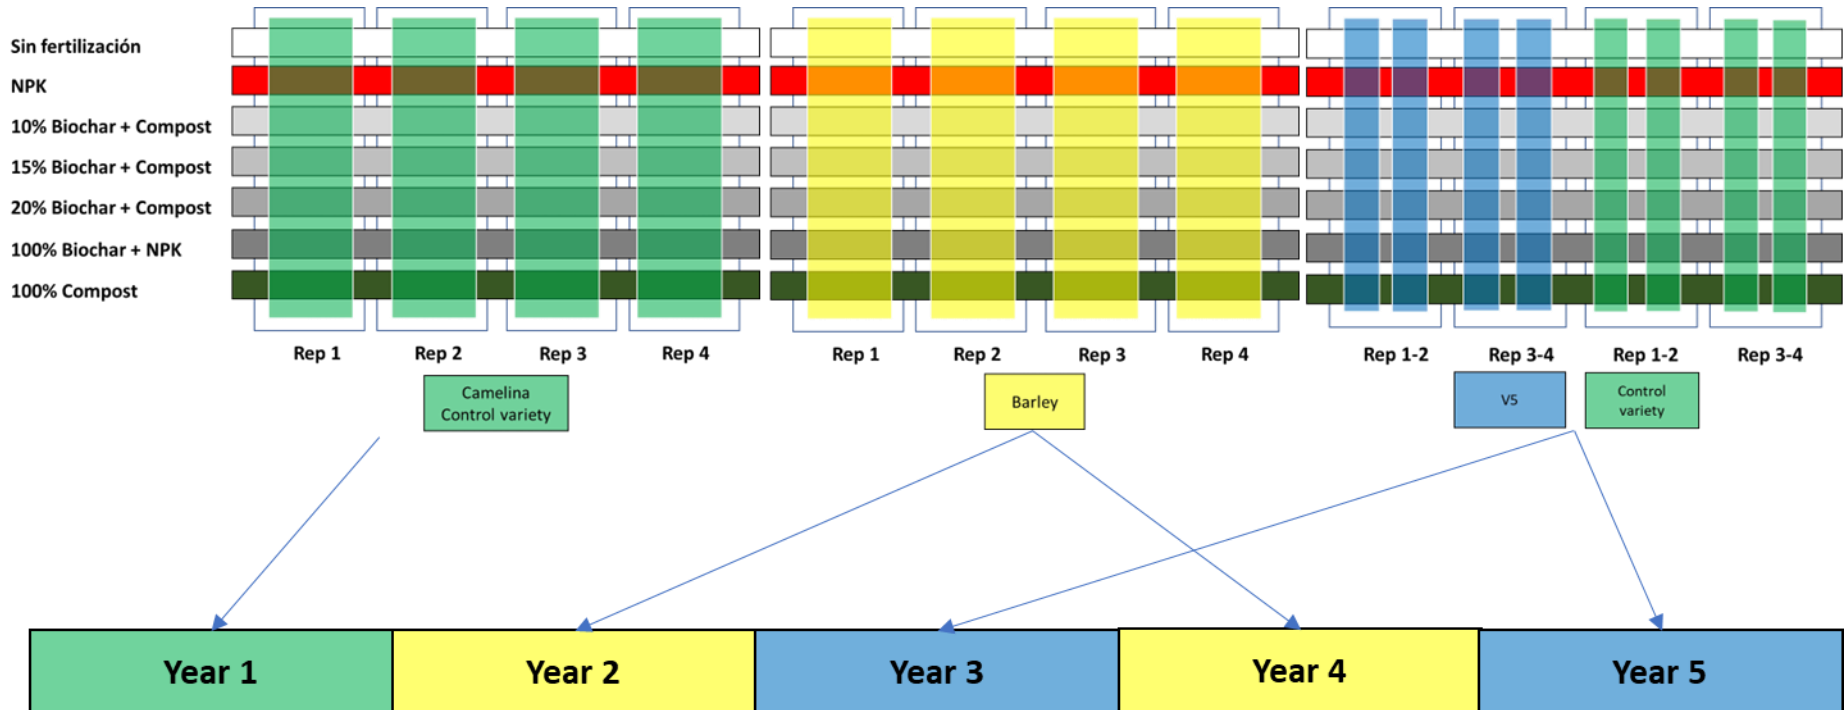 Sin fertilización
NPK
10% Biochar + Compost
15% Biochar + Compost
20% Biochar + Compost
100% Biochar + NPK
100% Compost
Rep 1
Rep 2
Rep 3
Rep 4
Rep 1
Rep 2
Rep 3
Rep 4
Rep 1-2
Rep 3-4
Rep 1-2
Rep 3-4
Camelina
Control variety
Barley
V5
Control
variety
Year 1
Year 2
Year 3
Year 4
Year 5